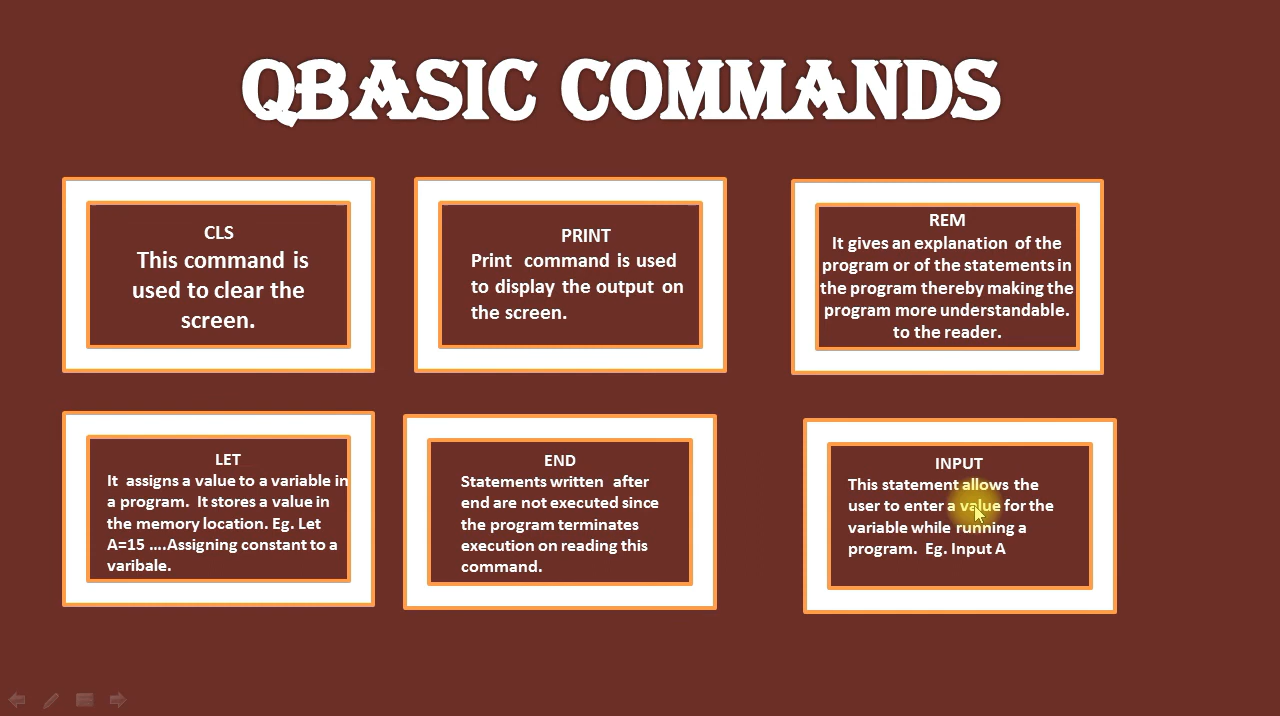 QBASIC COMMANDS
CLS
This command is
used to clear the
screen.
PRINT
Print command is used
to display the output on
the screen.
REM
It gives an explanation of the
program or of the statements in
the program thereby making the
program more understandable.
to the reader.
LET
It assigns a value to a variable in
a program. It stores a value in
the memory location. Eg. Let
A=15 ....Assigning constant to a
varibale.
END
Statements written after
end are not executed since
the program terminates
execution on reading this
command.
INPUT
This statement allows the
user to enter a value for the
variable while running a
program. Eg. Input A